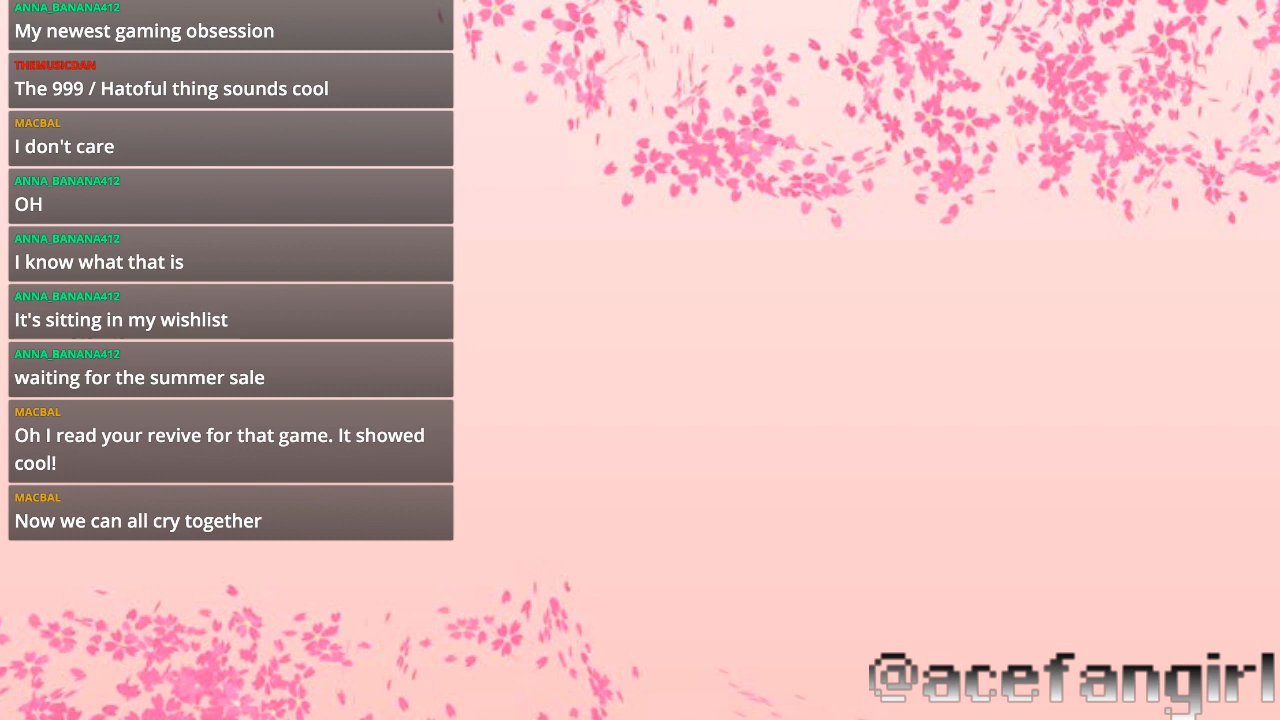 ANNA_BANANA412
My newest gaming obsession
THEMUSICDAN
The 999 / Hatoful thing sounds cool
MACBAL
I don't care
ANNA_BANANA412
OH
ANNA_BANANA412
I know what that is
ANNA_BANANA412
It's sitting in my wishlist
ANNA_BANANA412
waiting for the summer sale
MACBAL
Oh I read your revive for that game. It showed
cool!
MACBAL
Now we can all cry together
@acefangirl